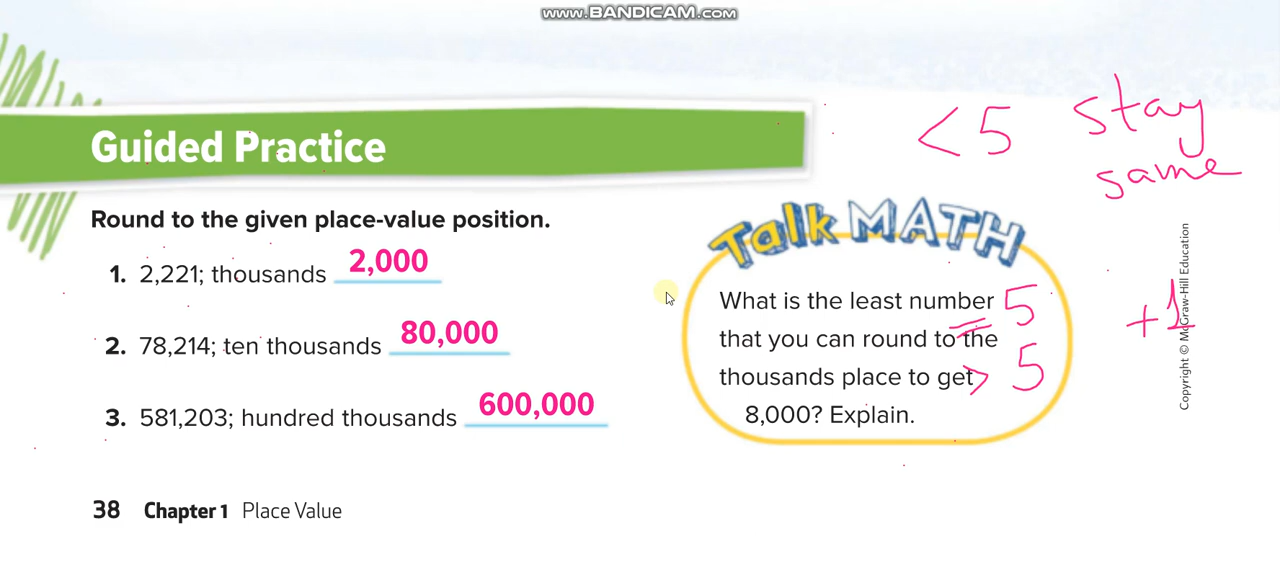 www.BANDICAM.com
Guided Practice
<5 stay
same
Round to the given place-value position.
1. 2,221; thousands 2,000
2. 78,214; ten thousands 80,000
3. 581,203; hundred thousands 600,000
Talk MATH
What is the least number
that you can round to the
thousands place to get
8,000? Explain.
= 5
> 5
+1
Copyright © McGraw-Hill Education
38 Chapter 1 Place Value